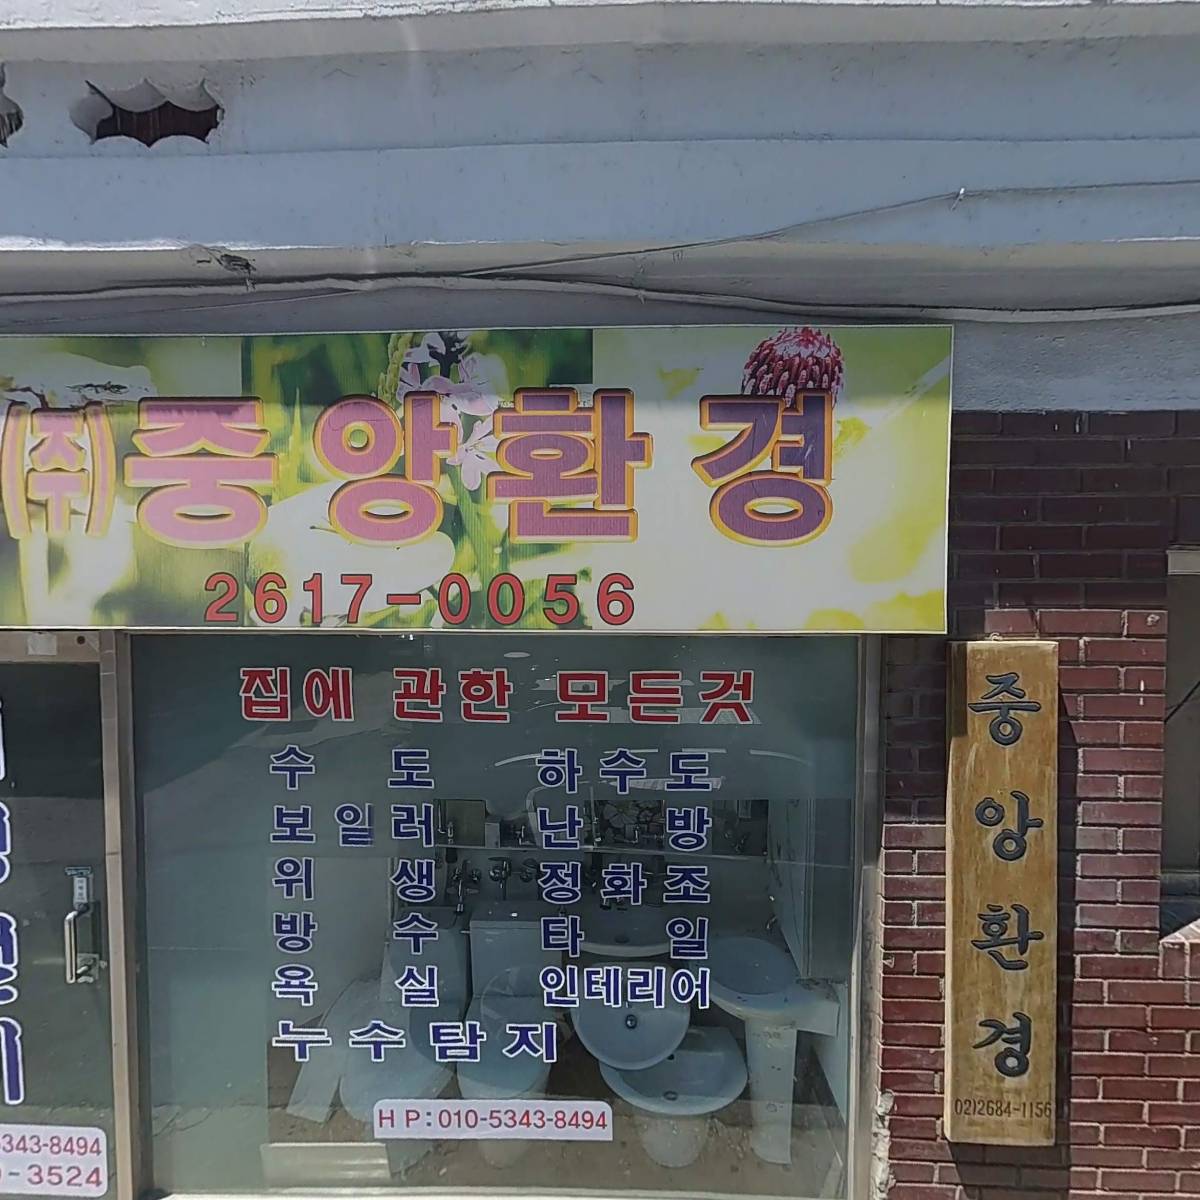 (주)중앙환경
2617-0056
집에 관한 모든것
수도 하수도
보일러 난방
위생 정화조
방수 타일
욕실 인테리어
누수탐지
HP:010-5343-8494
중앙환경
02)2684-1156
5343-8494
-3524